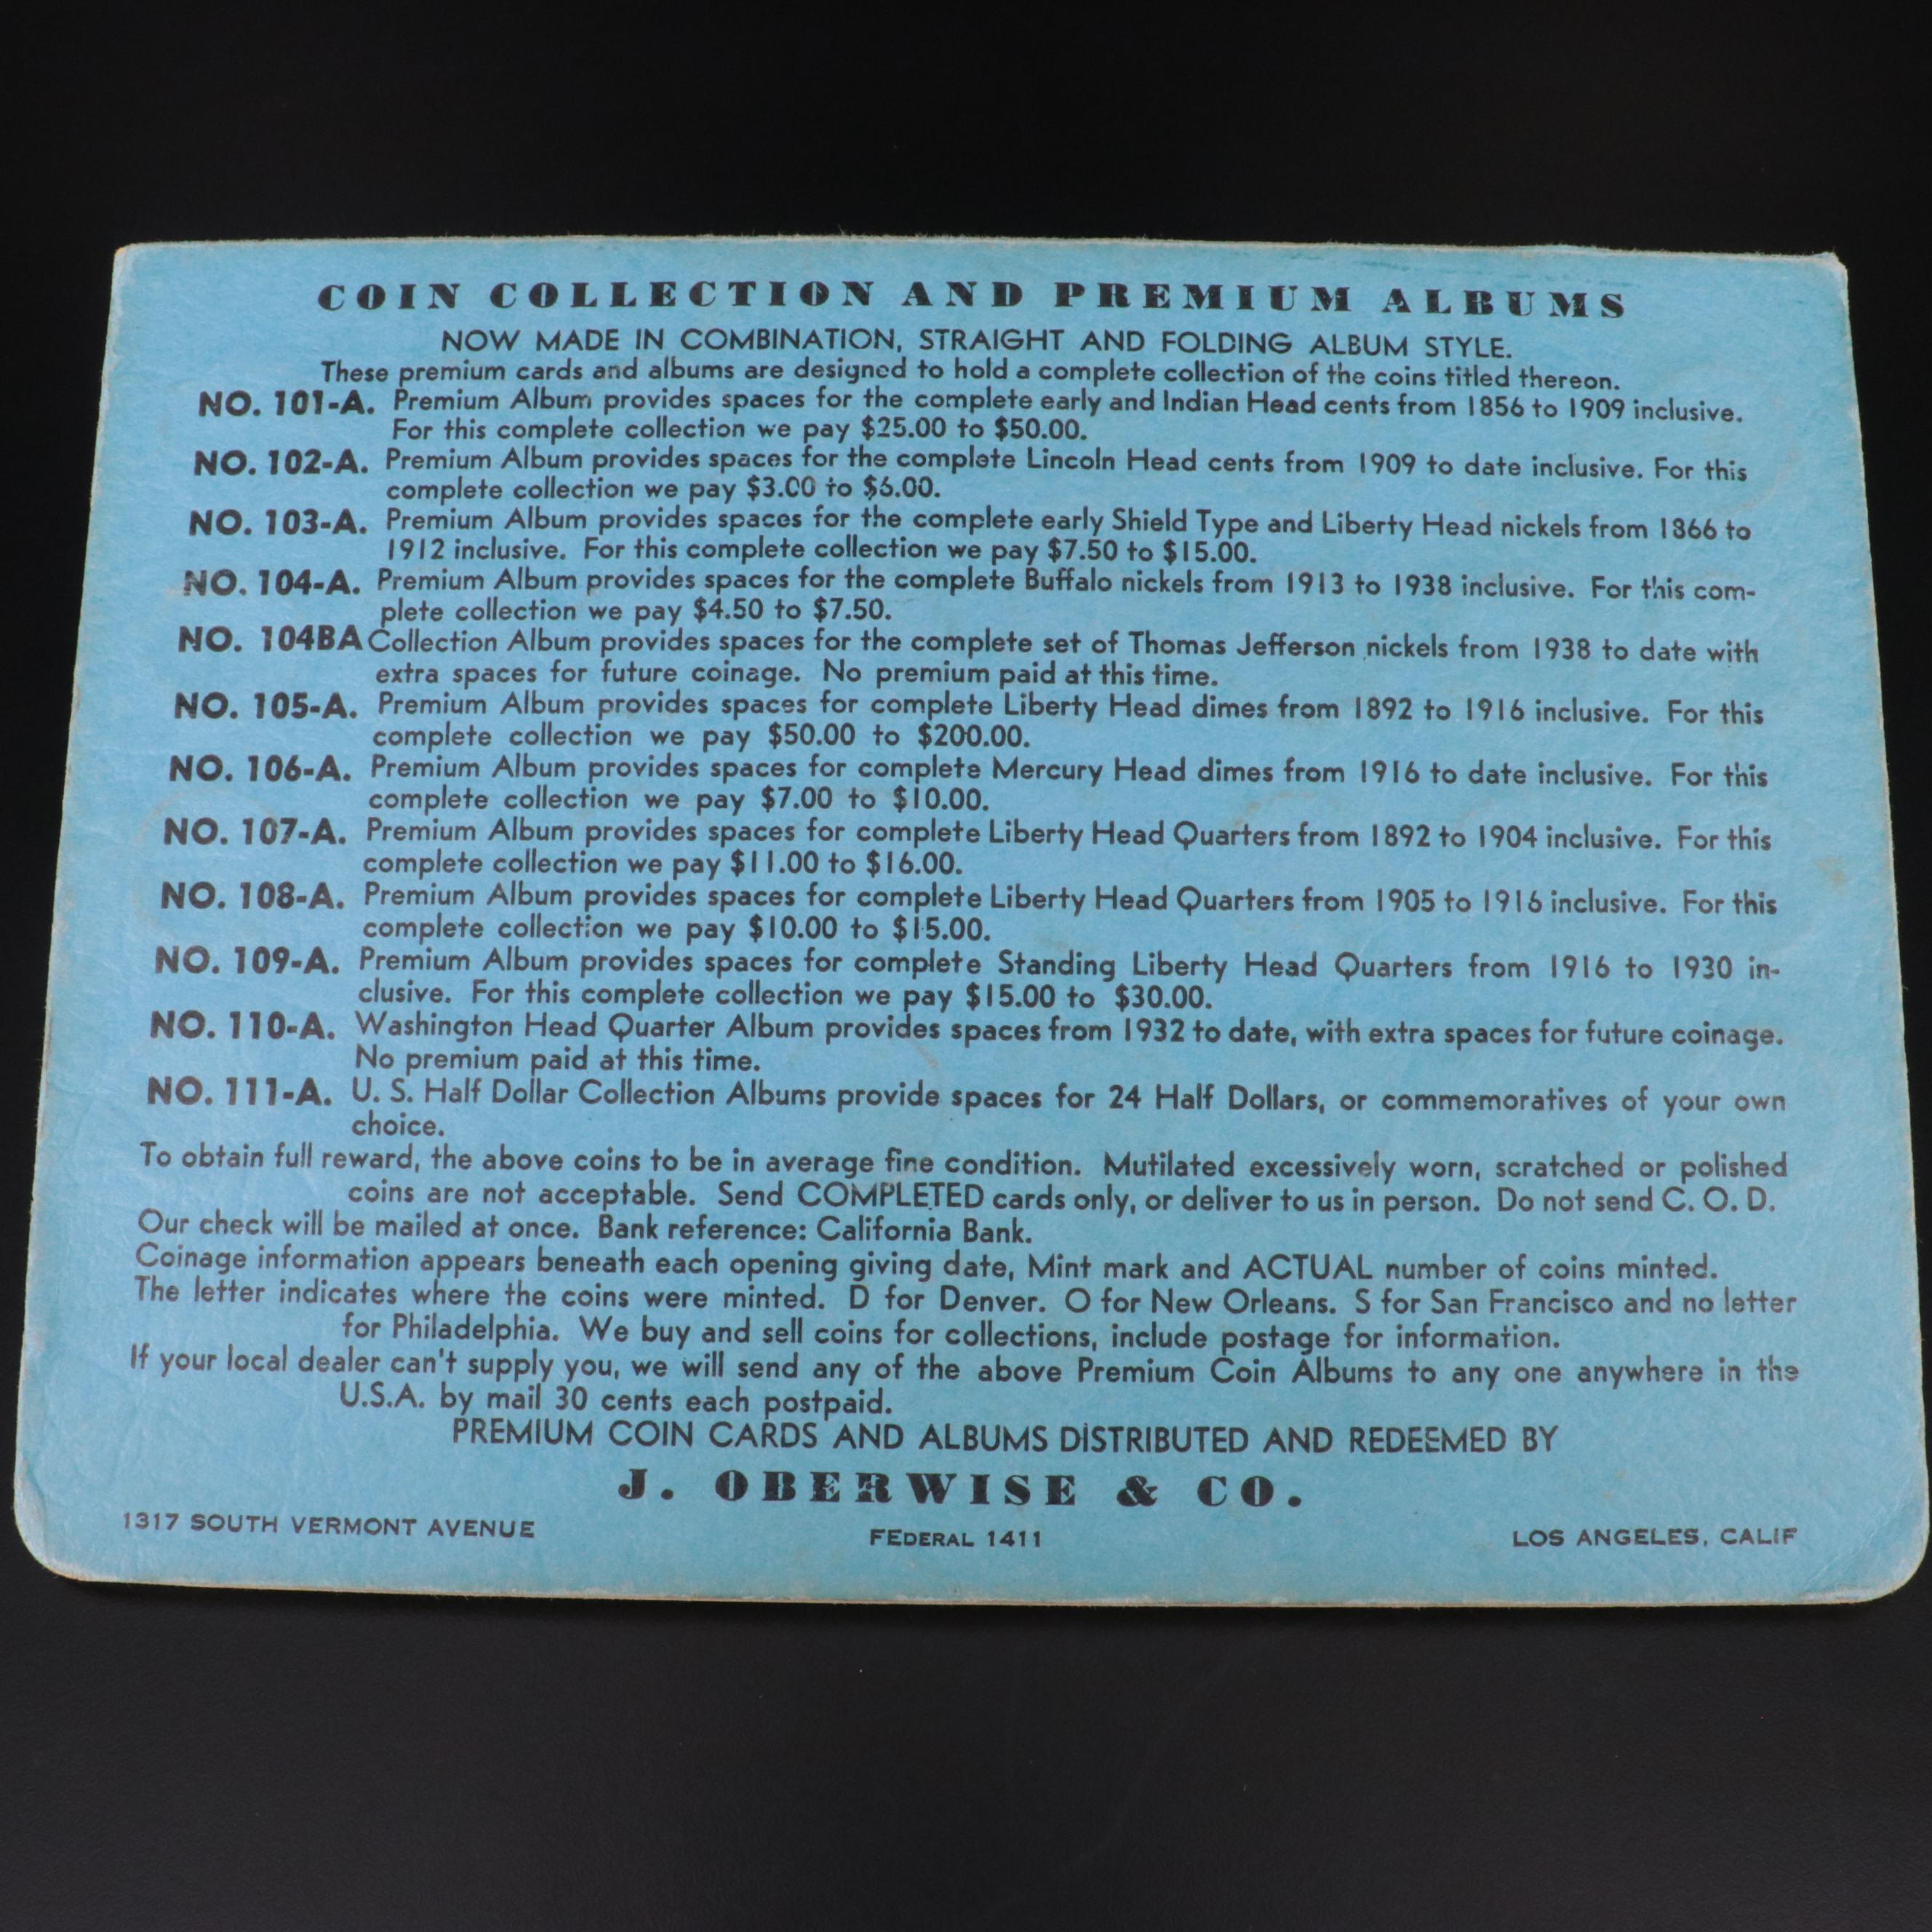 COIN COLLECTION AND PREMIUM ALBUMS
NOW MADE IN COMBINATION, STRAIGHT AND FOLDING ALBUM STYLE.
These premium cards and albums are designed to hold a complete collection of the coins titled thereon.
NO. 101-A. Premium Album provides spaces for the complete early and Indian Head cents from 1856 to 1909 inclusive.
For this complete collection we pay $25.00 to $50.00.
NO. 102-A. Premium Album provides spaces for the complete Lincoln Head cents from 1909 to date inclusive. For this
complete collection we pay $3.00 to $6.00.
NO. 103-A. Premium Album provides spaces for the complete early Shield Type and Liberty Head nickels from 1866 to
1912 inclusive. For this complete collection we pay $7.50 to $15.00.
NO. 104-A. Premium Album provides spaces for the complete Buffalo nickels from 1913 to 1938 inclusive. For this com-
plete collection we pay $4.50 to $7.50.
NO. 104BA Collection Album provides spaces for the complete set of Thomas Jefferson nickels from 1938 to date with
extra spaces for future coinage. No premium paid at this time.
NO. 105-A. Premium Album provides spaces for complete Liberty Head dimes from 1892 to 1916 inclusive. For this
complete collection we pay $50.00 to $200.00.
NO. 106-A. Premium Album provides spaces for complete Mercury Head dimes from 1916 to date inclusive. For this
complete collection we pay $7.00 to $10.00.
NO. 107-A. Premium Album provides spaces for complete Liberty Head Quarters from 1892 to 1904 inclusive. For this
complete collection we pay $11.00 to $16.00.
NO. 108-A. Premium Album provides spaces for complete Liberty Head Quarters from 1905 to 1916 inclusive. For this
complete collection we pay $10.00 to $15.00.
NO. 109-A. Premium Album provides spaces for complete Standing Liberty Head Quarters from 1916 to 1930 in-
clusive. For this complete collection we pay $15.00 to $30.00.
NO. 110-A. Washington Head Quarter Album provides spaces from 1932 to date, with extra spaces for future coinage.
No premium paid at this time.
NO. 111-A. U. S. Half Dollar Collection Albums provide spaces for 24 Half Dollars, or commemoratives of your own
choice.
To obtain full reward, the above coins to be in average fine condition. Mutilated excessively worn, scratched or polished
coins are not acceptable. Send COMPLETED cards only, or deliver to us in person. Do not send C. O. D.
Our check will be mailed at once. Bank reference: California Bank.
Coinage information appears beneath each opening giving date, Mint mark and ACTUAL number of coins minted.
The letter indicates where the coins were minted. D for Denver. O for New Orleans. S for San Francisco and no letter
for Philadelphia. We buy and sell coins for collections, include postage for information.
If your local dealer can't supply you, we will send any of the above Premium Coin Albums to any one anywhere in the
U.S.A. by mail 30 cents each postpaid.
PREMIUM COIN CARDS AND ALBUMS DISTRIBUTED AND REDEEMED BY
J. OBERWISE & CO.
1317 SOUTH VERMONT AVENUE FEDERAL 1411 LOS ANGELES, CALIF